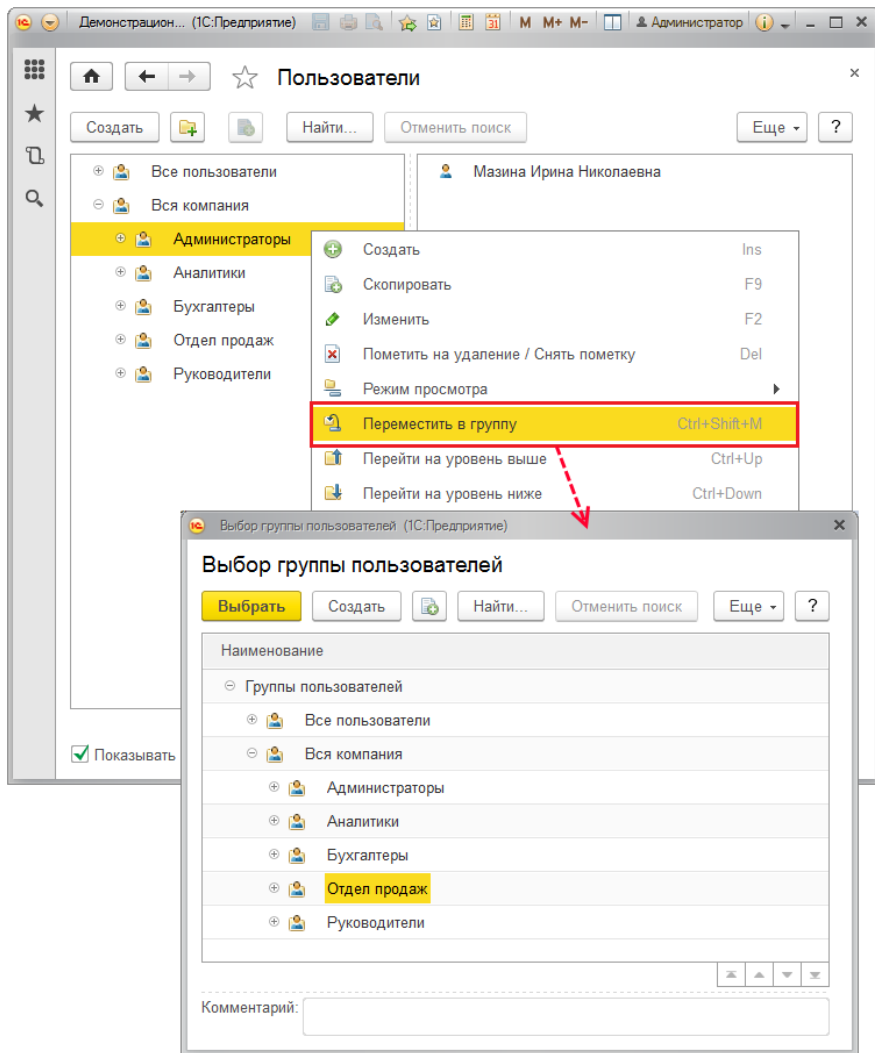 Демонстрацион... (1С:Предприятие) 31 M M+ M- Администратор
Пользователи
Создать Найти... Отменить поиск Еще ?
Все пользователи Мазина Ирина Николаевна
Вся компания
Администраторы
Аналитики
Бухгалтеры
Отдел продаж
Руководители
Создать Ins
Скопировать F9
Изменить F2
Пометить на удаление / Снять пометку Del
Режим просмотра
Переместить в группу Ctrl+Shift+M
Перейти на уровень выше Ctrl+Up
Перейти на уровень ниже Ctrl+Down
Показывать
Выбор группы пользователей (1С:Предприятие)
Выбор группы пользователей
Выбрать Создать Найти... Отменить поиск Еще ?
Наименование
Группы пользователей
Все пользователи
Вся компания
Администраторы
Аналитики
Бухгалтеры
Отдел продаж
Руководители
Комментарий: